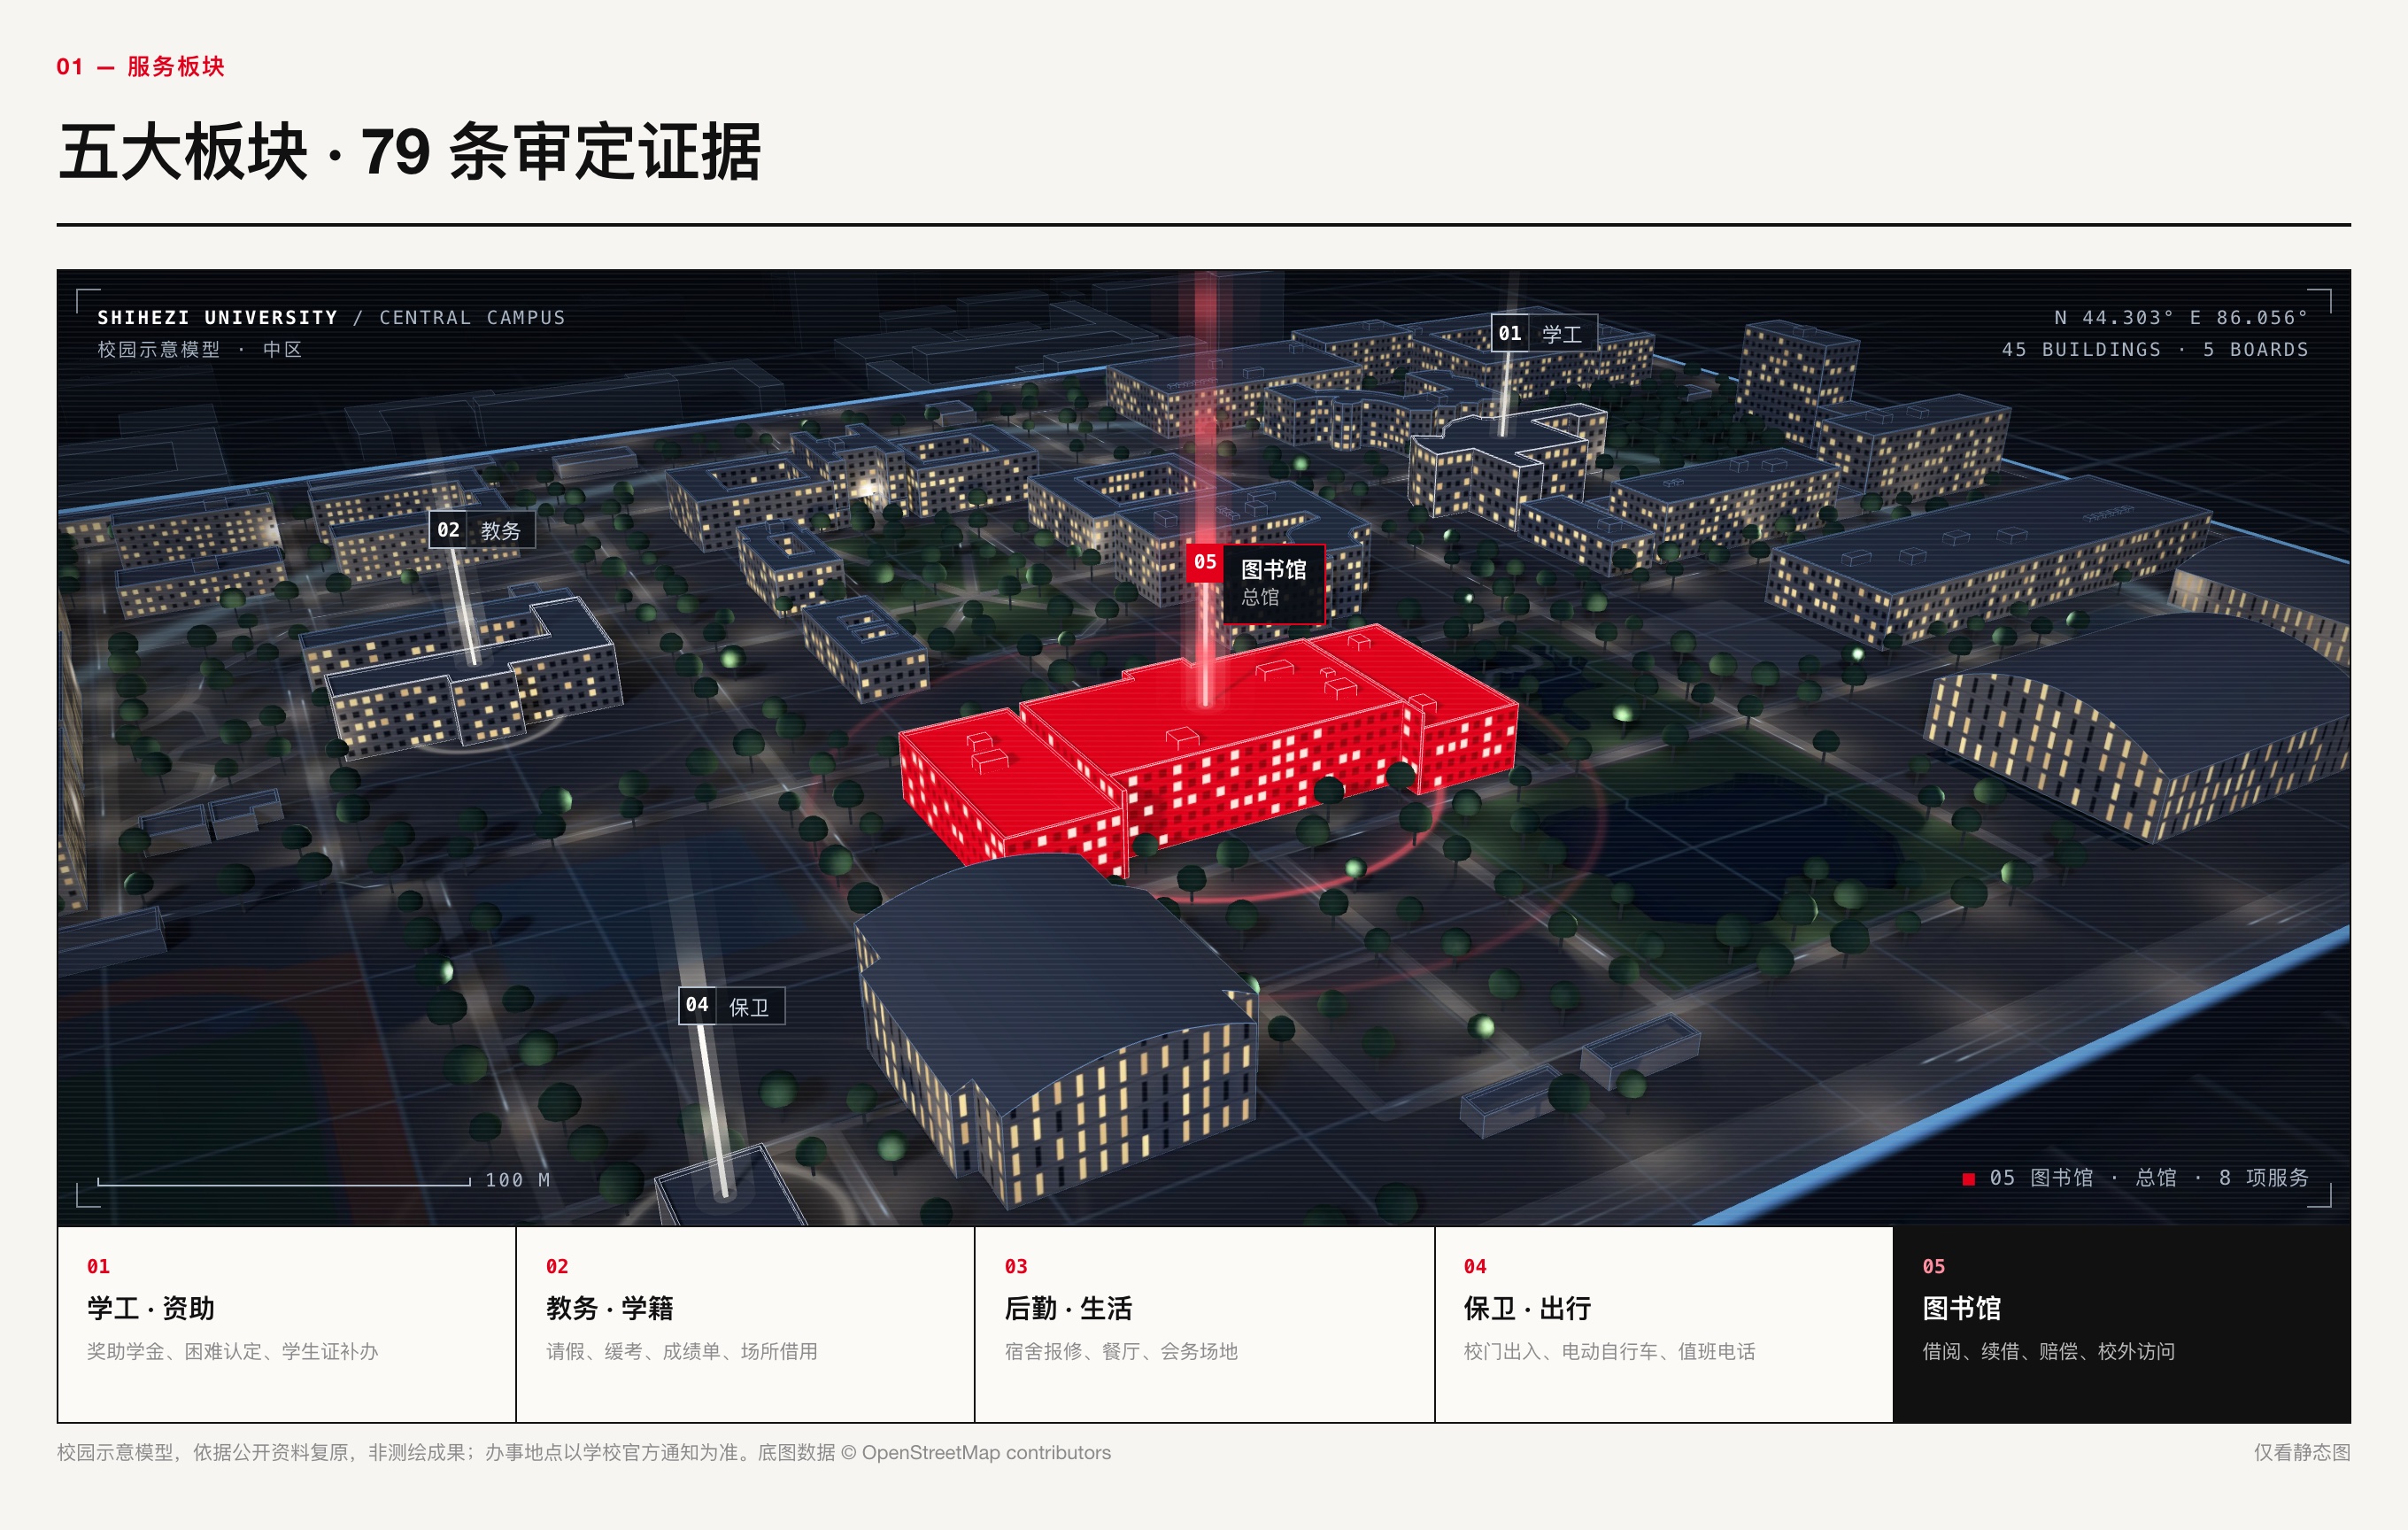 01 — 服务板块
五大板块 · 79 条审定证据
SHIHEZI UNIVERSITY / CENTRAL CAMPUS
校园示意模型 · 中区
N 44.303° E 86.056°
45 BUILDINGS · 5 BOARDS
01 学工
02 教务
05 图书馆
总馆
04 保卫
100 M
05 图书馆 · 总馆 · 8 项服务
01
学工 · 资助
奖助学金、困难认定、学生证补办
02
教务 · 学籍
请假、缓考、成绩单、场所借用
03
后勤 · 生活
宿舍报修、餐厅、会务场地
04
保卫 · 出行
校门出入、电动自行车、值班电话
05
图书馆
借阅、续借、赔偿、校外访问
校园示意模型，依据公开资料复原，非测绘成果；办事地点以学校官方通知为准。底图数据 © OpenStreetMap contributors
仅看静态图